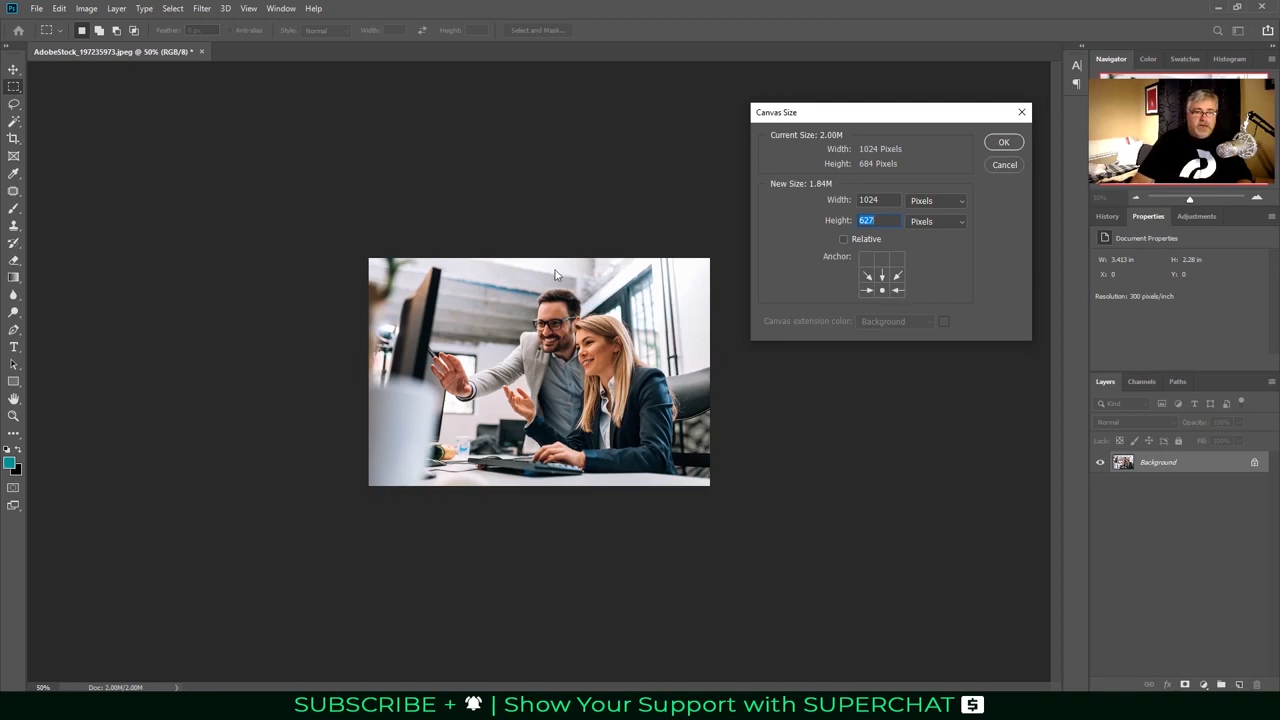 Ps File Edit Image Layer Type Select Filter 3D View Window Help
Feather: 0 px Anti-alias Style: Normal Width: Height: Select and Mask...
AdobeStock_197235973.jpeg @ 50% (RGB/8) * ×
Navigator Color Swatches Histogram
50%
Canvas Size
Current Size: 2.00M
Width: 1024 Pixels
Height: 684 Pixels
OK
Cancel
New Size: 1.84M
Width: 1024 Pixels
Height: 627 Pixels
Relative
Anchor:
Canvas extension color: Background
History Properties Adjustments
Document Properties
W: 3.413 in H: 2.28 in
X: 0 Y: 0
Resolution: 300 pixels/inch
Layers Channels Paths
Kind
Normal Opacity: 100%
Lock: Fill: 100%
Background
50% Doc: 2.00M/2.00M
SUBSCRIBE + | Show Your Support with SUPERCHAT